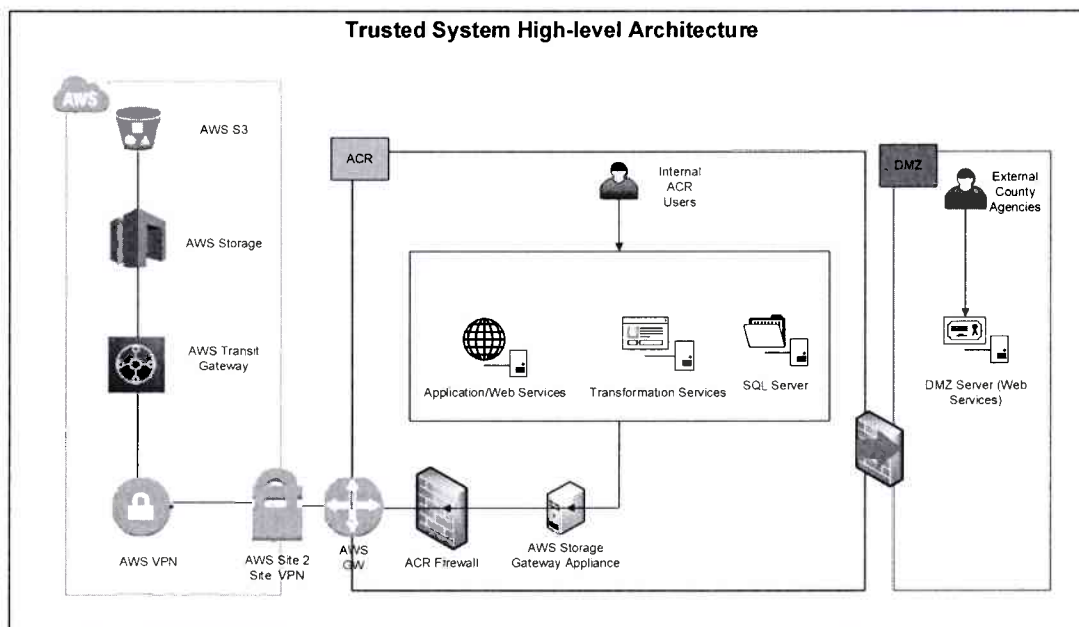 Trusted System High-level Architecture
AWS
AWS S3
AWS Storage
AWS Transit
Gateway
AWS VPN
AWS Site 2
Site VPN
ACR
Internal
ACR
Users
Application/Web Services
Transformation Services
SQL Server
AWS
GW
ACR Firewall
AWS Storage
Gateway Appliance
DMZ
External
County
Agencies
DMZ Server (Web
Services)